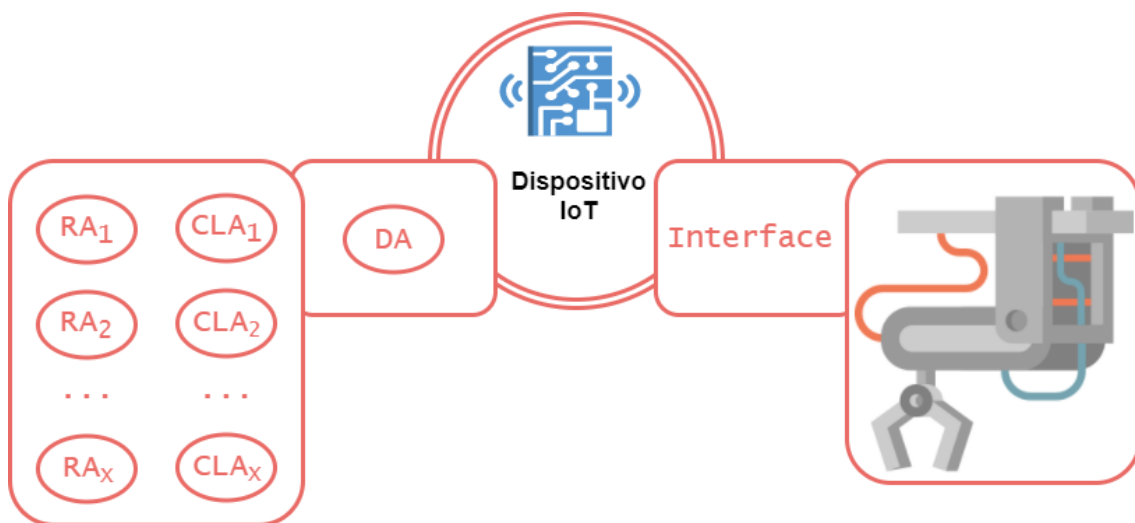 Dispositivo
IoT
RA1 CLA1
DA
Interface
RA2 CLA2
... ...
RAX CLAX